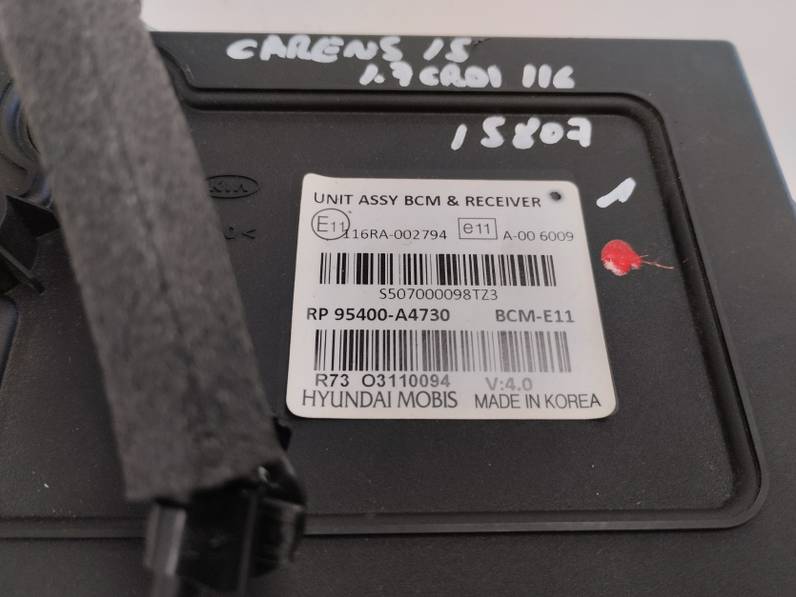 CARENS 15
1.7 CRDI 116
15807
1
KIA
UNIT ASSY BCM & RECEIVER
E11 116RA-002794 e11 A-00 6009
S507000098TZ3
RP 95400-A4730 BCM-E11
R73 O3110094 V:4.0
HYUNDAI MOBIS MADE IN KOREA